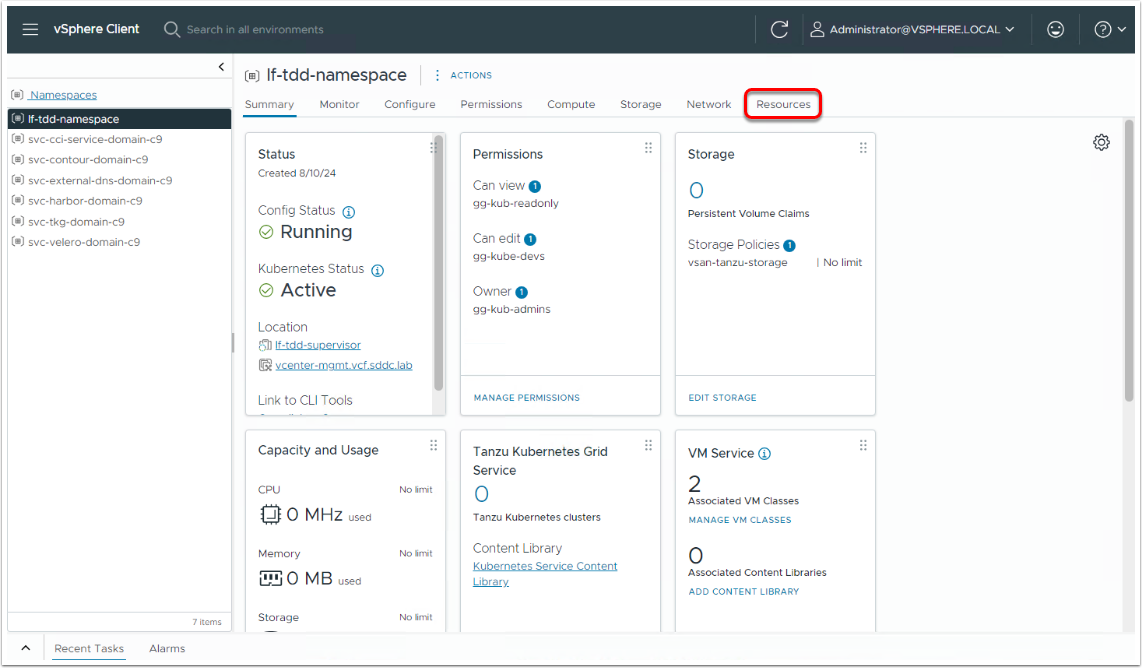 vSphere Client
Search in all environments
Administrator@VSPHERE.LOCAL
Namespaces
lf-tdd-namespace
svc-cci-service-domain-c9
svc-contour-domain-c9
svc-external-dns-domain-c9
svc-harbor-domain-c9
svc-tkg-domain-c9
svc-velero-domain-c9
7 items
lf-tdd-namespace
ACTIONS
Summary Monitor Configure Permissions Compute Storage Network Resources
Status
Created 8/10/24
Config Status
Running
Kubernetes Status
Active
Location
lf-tdd-supervisor
vcenter-mgmt.vcf.sddc.lab
Link to CLI Tools
Permissions
Can view 1
gg-kub-readonly
Can edit 1
gg-kube-devs
Owner 1
gg-kub-admins
MANAGE PERMISSIONS
Storage
0
Persistent Volume Claims
Storage Policies 1
vsan-tanzu-storage | No limit
EDIT STORAGE
Capacity and Usage
CPU No limit
0 MHz used
Memory No limit
0 MB used
Storage No limit
Tanzu Kubernetes Grid
Service
0
Tanzu Kubernetes clusters
Content Library
Kubernetes Service Content
Library
VM Service
2
Associated VM Classes
MANAGE VM CLASSES
0
Associated Content Libraries
ADD CONTENT LIBRARY
Recent Tasks Alarms